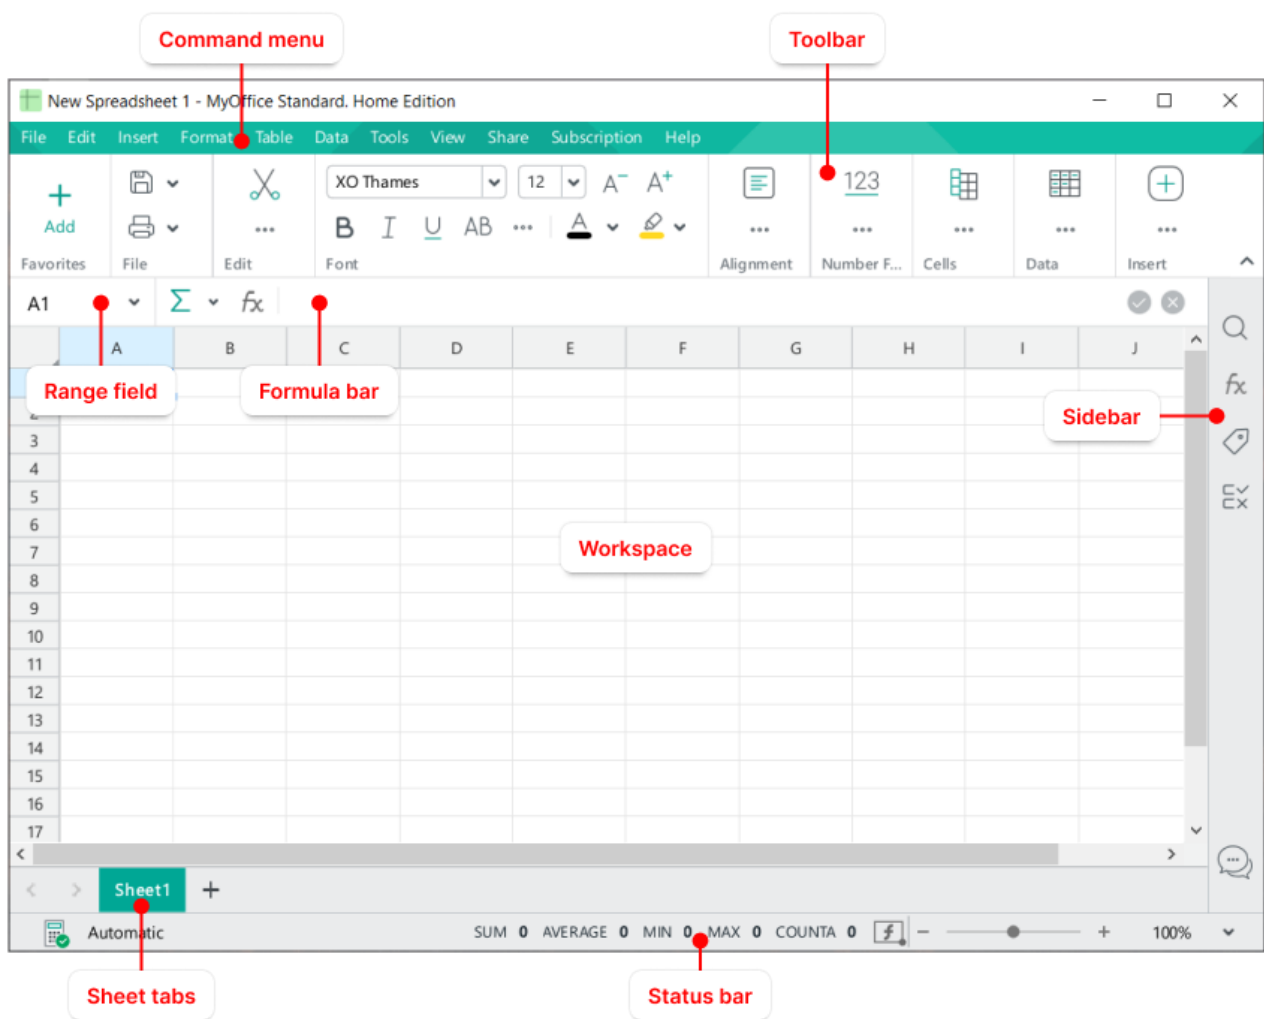 Command menu
Toolbar
New Spreadsheet 1 - MyOffice Standard. Home Edition
File Edit Insert Format Table Data Tools View Share Subscription Help
XO Thames 12 A− A+ 123
Add B I U AB ... A ... ... ... ... ...
Favorites File Edit Font Alignment Number F... Cells Data Insert
A1 Σ fx
A B C D E F G H I J
Range field Formula bar
fx
Sidebar
2
3
4
5
6
Workspace
7
8
9
10
11
12
13
14
15
16
17
Sheet1 +
Automatic SUM 0 AVERAGE 0 MIN 0 MAX 0 COUNTA 0 f − + 100%
Sheet tabs
Status bar